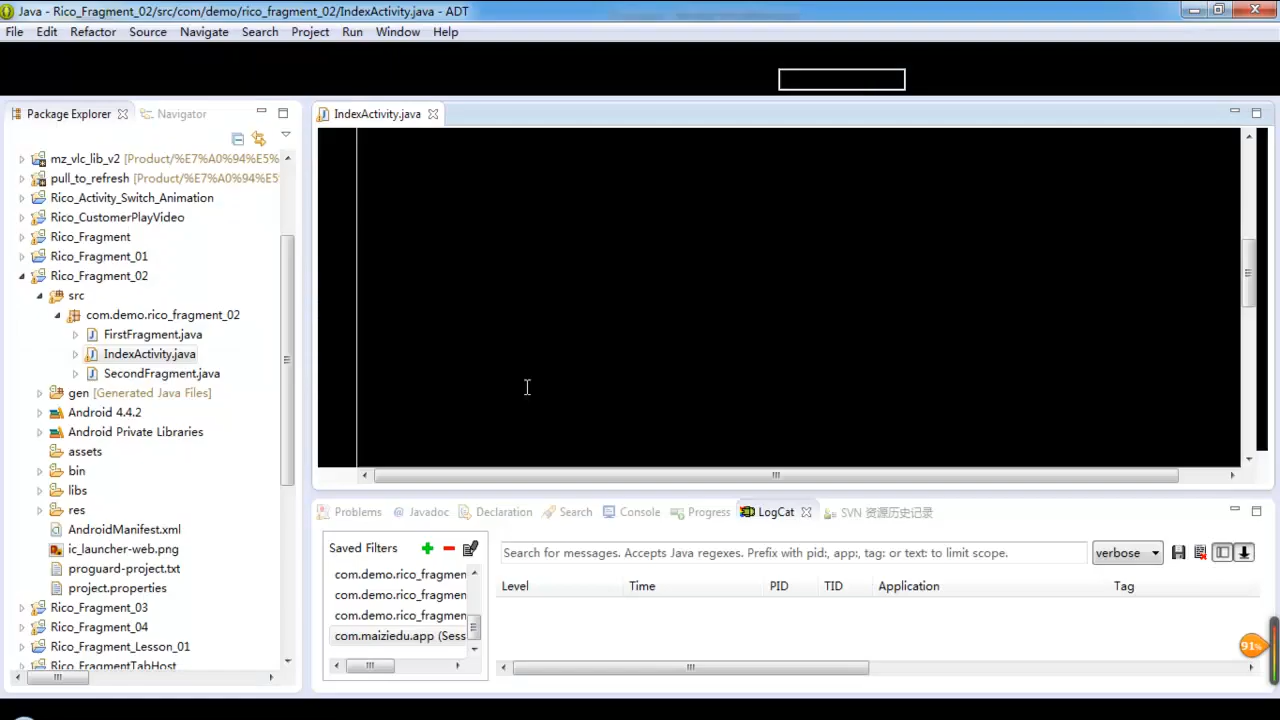 Java - Rico_Fragment_02/src/com/demo/rico_fragment_02/IndexActivity.java - ADT
File Edit Refactor Source Navigate Search Project Run Window Help
Package Explorer Navigator
mz_vlc_lib_v2 [Product/%E7%A0%94%E5%
pull_to_refresh [Product/%E7%A0%94%E5%
Rico_Activity_Switch_Animation
Rico_CustomerPlayVideo
Rico_Fragment
Rico_Fragment_01
Rico_Fragment_02
src
com.demo.rico_fragment_02
FirstFragment.java
IndexActivity.java
SecondFragment.java
gen [Generated Java Files]
Android 4.4.2
Android Private Libraries
assets
bin
libs
res
AndroidManifest.xml
ic_launcher-web.png
proguard-project.txt
project.properties
Rico_Fragment_03
Rico_Fragment_04
Rico_Fragment_Lesson_01
Rico_FragmentTabHost
IndexActivity.java
Problems Javadoc Declaration Search Console Progress LogCat SVN 资源历史记录
Saved Filters
com.demo.rico_fragmen
com.demo.rico_fragmen
com.demo.rico_fragmen
com.maiziedu.app (Sess
Search for messages. Accepts Java regexes. Prefix with pid:, app:, tag: or text: to limit scope.
verbose
Level Time PID TID Application Tag
91%